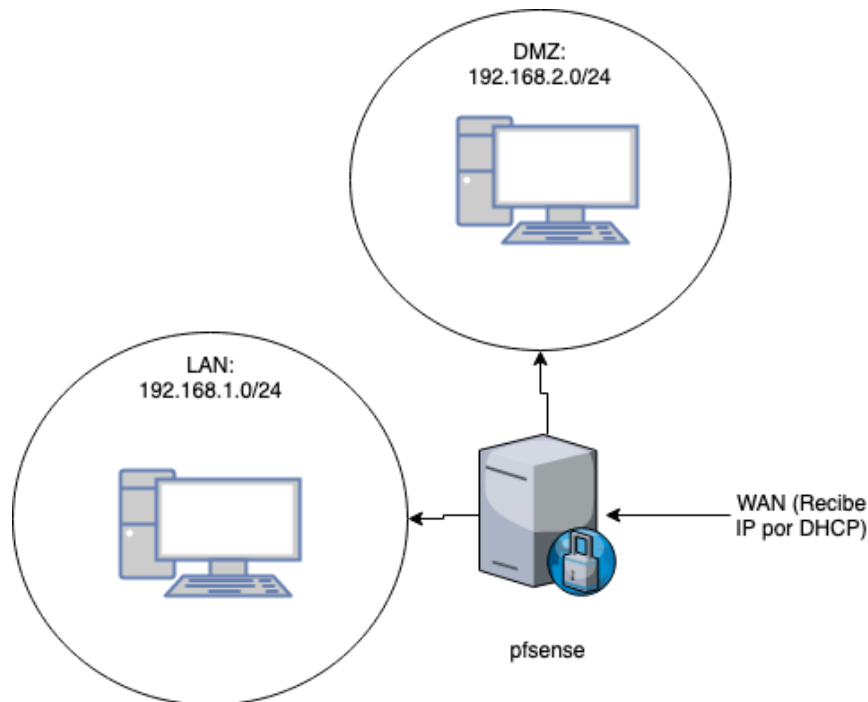 DMZ:
192.168.2.0/24
LAN:
192.168.1.0/24
WAN (Recibe
IP por DHCP)
pfsense